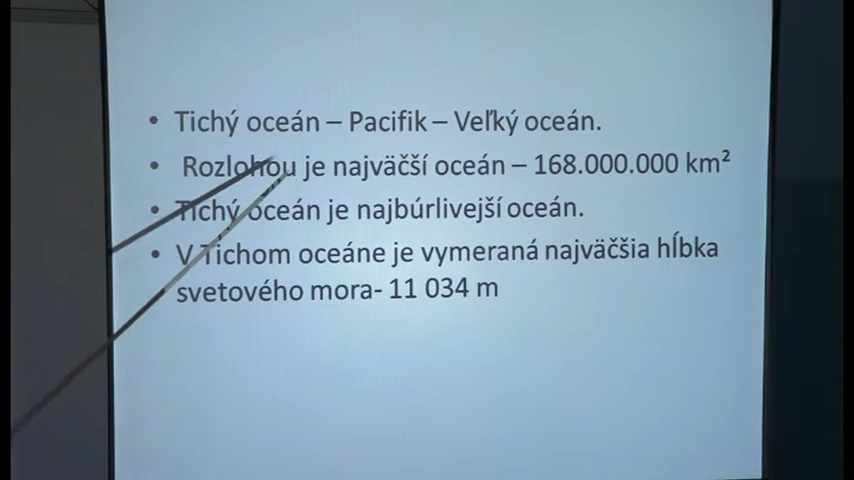 • Tichý oceán – Pacifik – Veľký oceán.
• Rozlohou je najväčší oceán – 168.000.000 km²
• Tichý oceán je najbúrlivejší oceán.
• V Tichom oceáne je vymeraná najväčšia hĺbka
svetového mora- 11 034 m